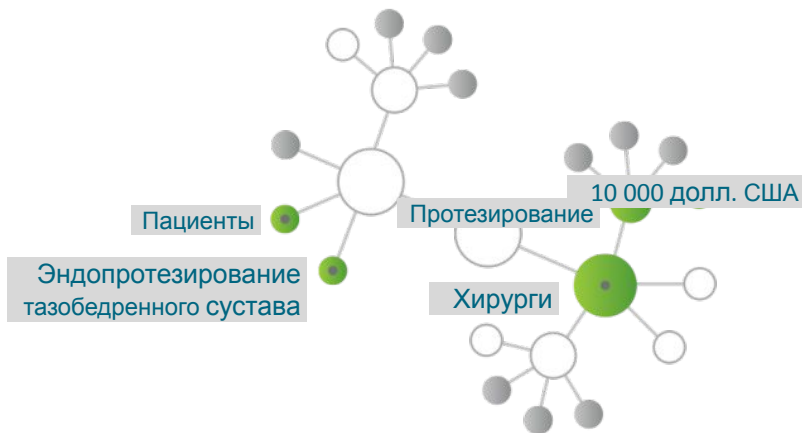 10 000 долл. США
Пациенты
Протезирование
Эндопротезирование
тазобедренного сустава
Хирурги